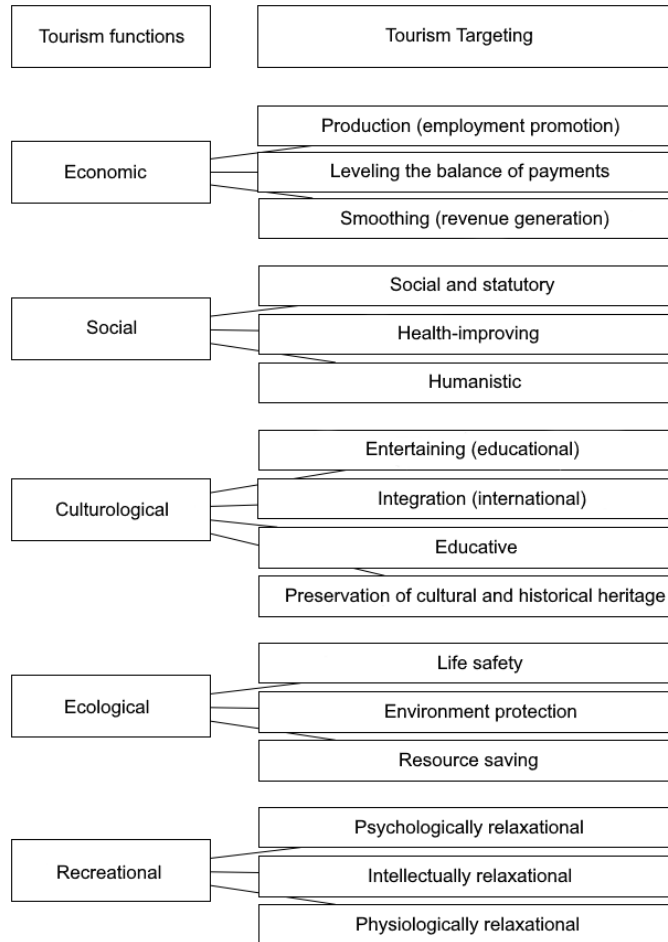 Tourism functions
Tourism Targeting
Economic
Production (employment promotion)
Leveling the balance of payments
Smoothing (revenue generation)
Social
Social and statutory
Health-improving
Humanistic
Culturological
Entertaining (educational)
Integration (international)
Educative
Preservation of cultural and historical heritage
Ecological
Life safety
Environment protection
Resource saving
Recreational
Psychologically relaxational
Intellectually relaxational
Physiologically relaxational